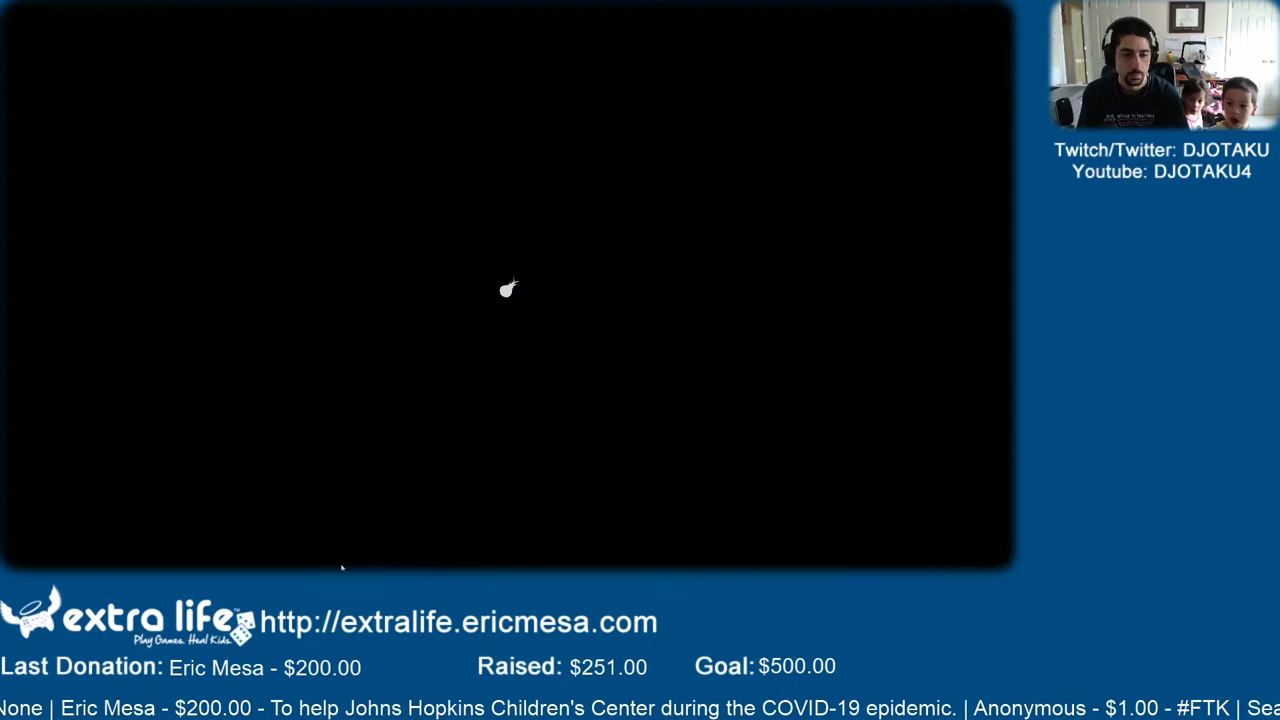 Twitch/Twitter: DJOTAKU
Youtube: DJOTAKU4
extra life
Play Games. Heal Kids.
http://extralife.ericmesa.com
Last Donation: Eric Mesa - $200.00 Raised: $251.00 Goal: $500.00
None | Eric Mesa - $200.00 - To help Johns Hopkins Children's Center during the COVID-19 epidemic. | Anonymous - $1.00 - #FTK | Sea